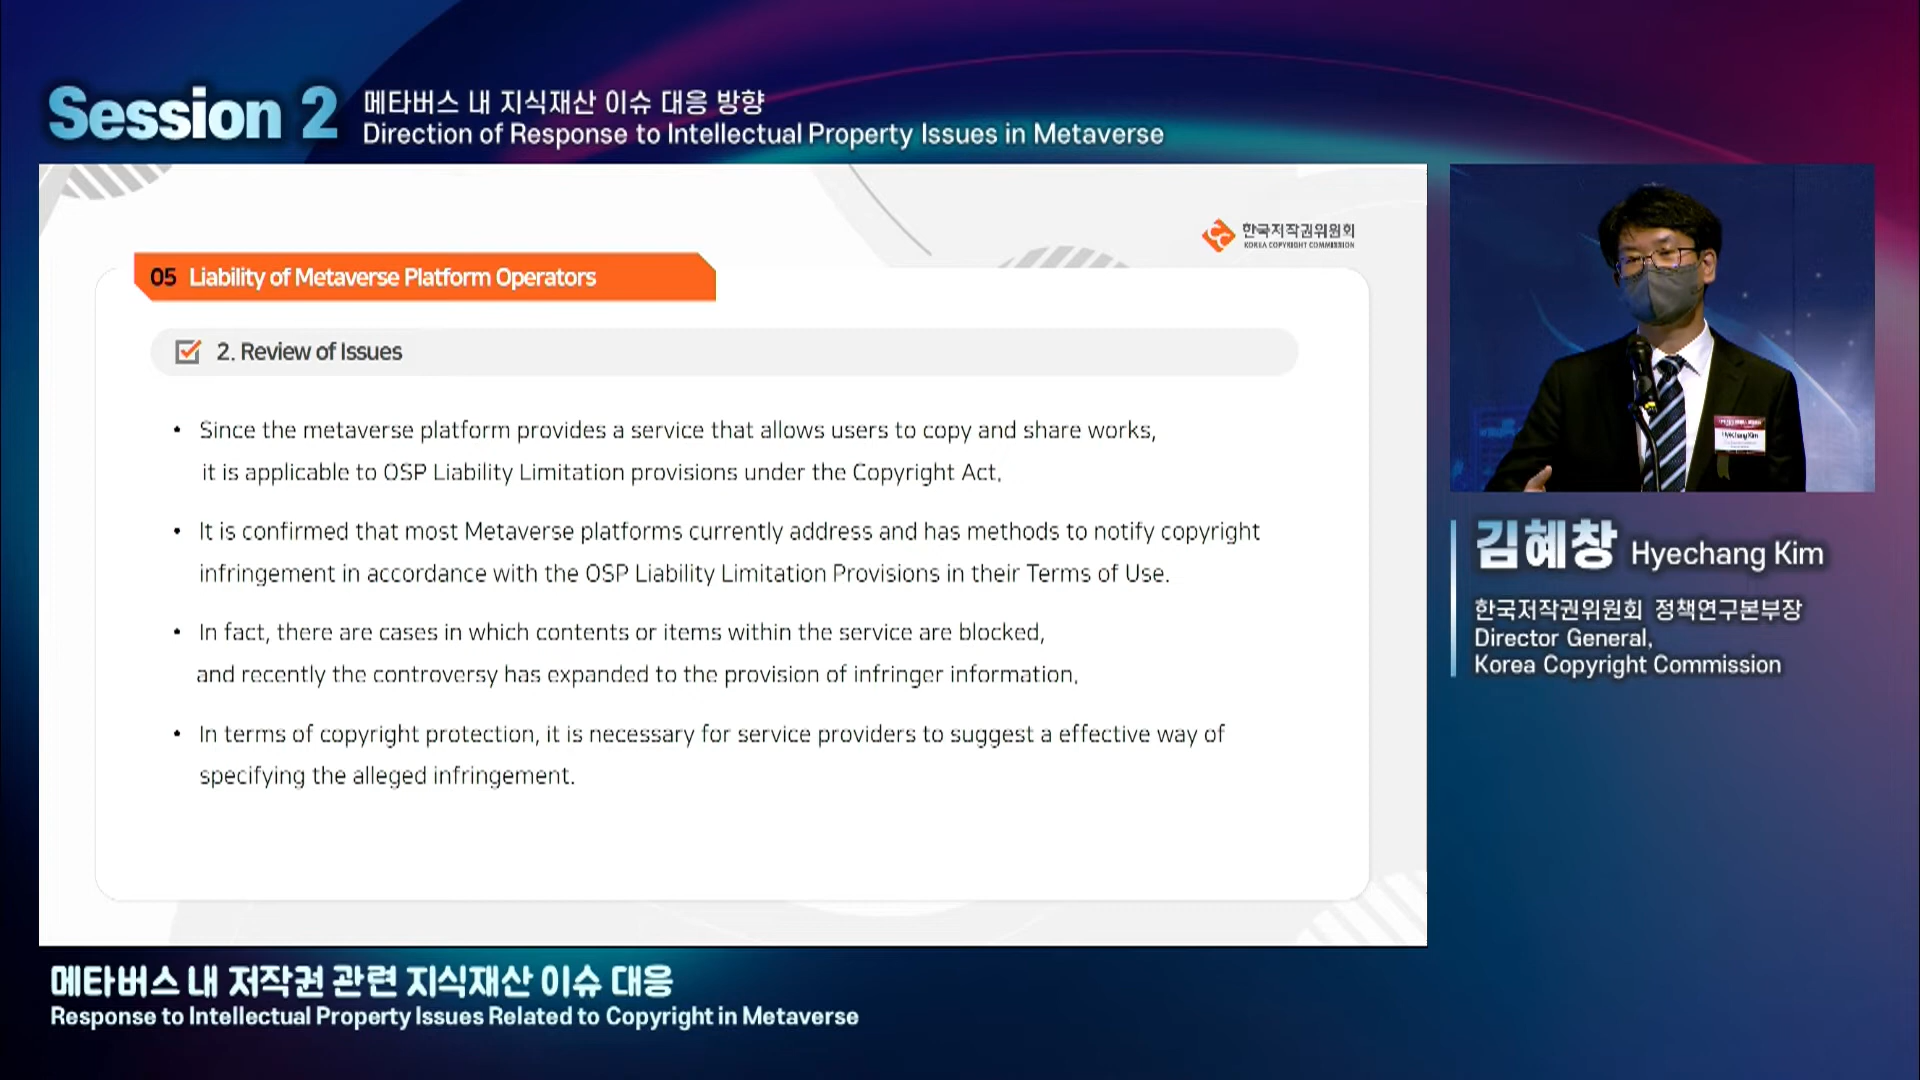 Session 2
메타버스 내 지식재산 이슈 대응 방향
Direction of Response to Intellectual Property Issues in Metaverse
한국저작권위원회
KOREA COPYRIGHT COMMISSION
05 Liability of Metaverse Platform Operators
2. Review of Issues
• Since the metaverse platform provides a service that allows users to copy and share works,
it is applicable to OSP Liability Limitation provisions under the Copyright Act.
• It is confirmed that most Metaverse platforms currently address and has methods to notify copyright
infringement in accordance with the OSP Liability Limitation Provisions in their Terms of Use.
• In fact, there are cases in which contents or items within the service are blocked,
and recently the controversy has expanded to the provision of infringer information.
• In terms of copyright protection, it is necessary for service providers to suggest a effective way of
specifying the alleged infringement.
Hyechang Kim
김혜창 Hyechang Kim
한국저작권위원회 정책연구본부장
Director General,
Korea Copyright Commission
메타버스 내 저작권 관련 지식재산 이슈 대응
Response to Intellectual Property Issues Related to Copyright in Metaverse